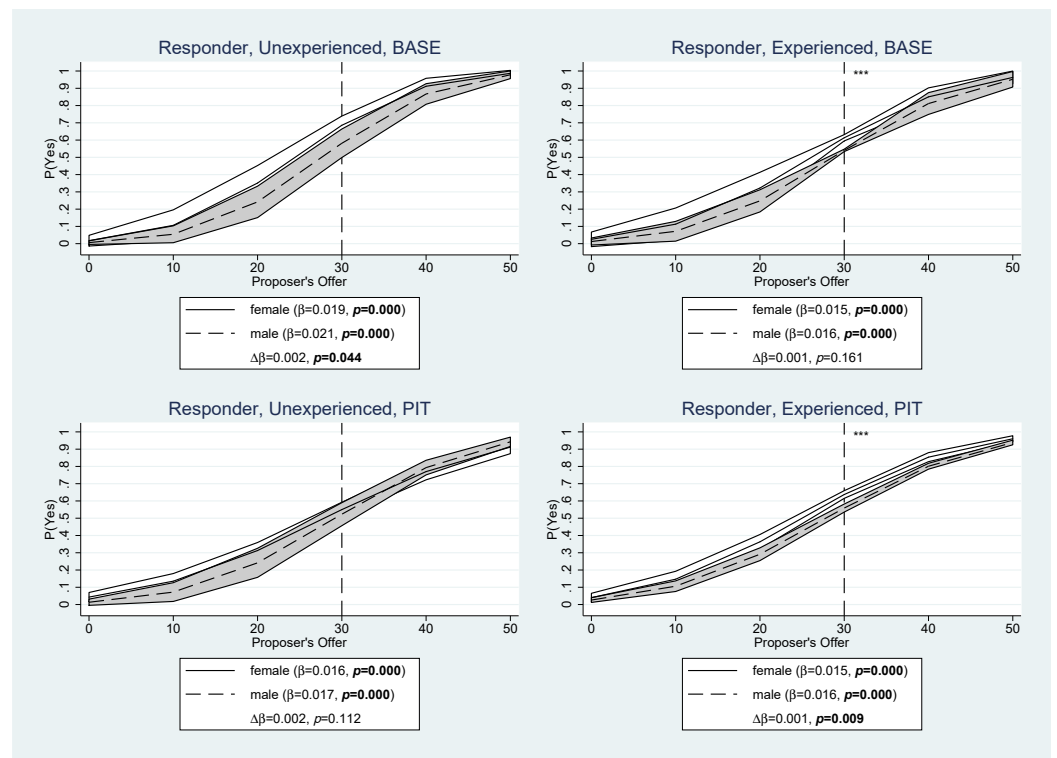 Responder, Unexperienced, BASE
P(Yes)
0 .1 .2 .3 .4 .5 .6 .7 .8 .9 1
0 10 20 30 40 50
Proposer's Offer
female (β=0.019, p=0.000)
male (β=0.021, p=0.000)
Δβ=0.002, p=0.044
Responder, Experienced, BASE
***
P(Yes)
0 .1 .2 .3 .4 .5 .6 .7 .8 .9 1
0 10 20 30 40 50
Proposer's Offer
female (β=0.015, p=0.000)
male (β=0.016, p=0.000)
Δβ=0.001, p=0.161
Responder, Unexperienced, PIT
P(Yes)
0 .1 .2 .3 .4 .5 .6 .7 .8 .9 1
0 10 20 30 40 50
Proposer's Offer
female (β=0.016, p=0.000)
male (β=0.017, p=0.000)
Δβ=0.002, p=0.112
Responder, Experienced, PIT
***
P(Yes)
0 .1 .2 .3 .4 .5 .6 .7 .8 .9 1
0 10 20 30 40 50
Proposer's Offer
female (β=0.015, p=0.000)
male (β=0.016, p=0.000)
Δβ=0.001, p=0.009